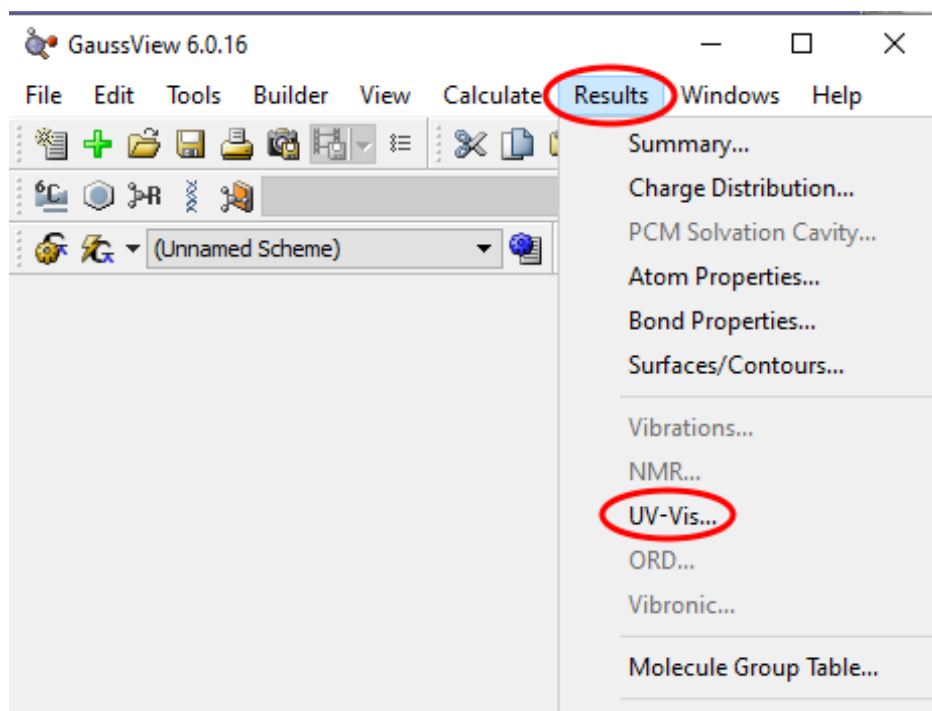 GaussView 6.0.16
File Edit Tools Builder View Calculate Results Windows Help
6C R
(Unnamed Scheme)
Summary...
Charge Distribution...
PCM Solvation Cavity...
Atom Properties...
Bond Properties...
Surfaces/Contours...
Vibrations...
NMR...
UV-Vis...
ORD...
Vibronic...
Molecule Group Table...